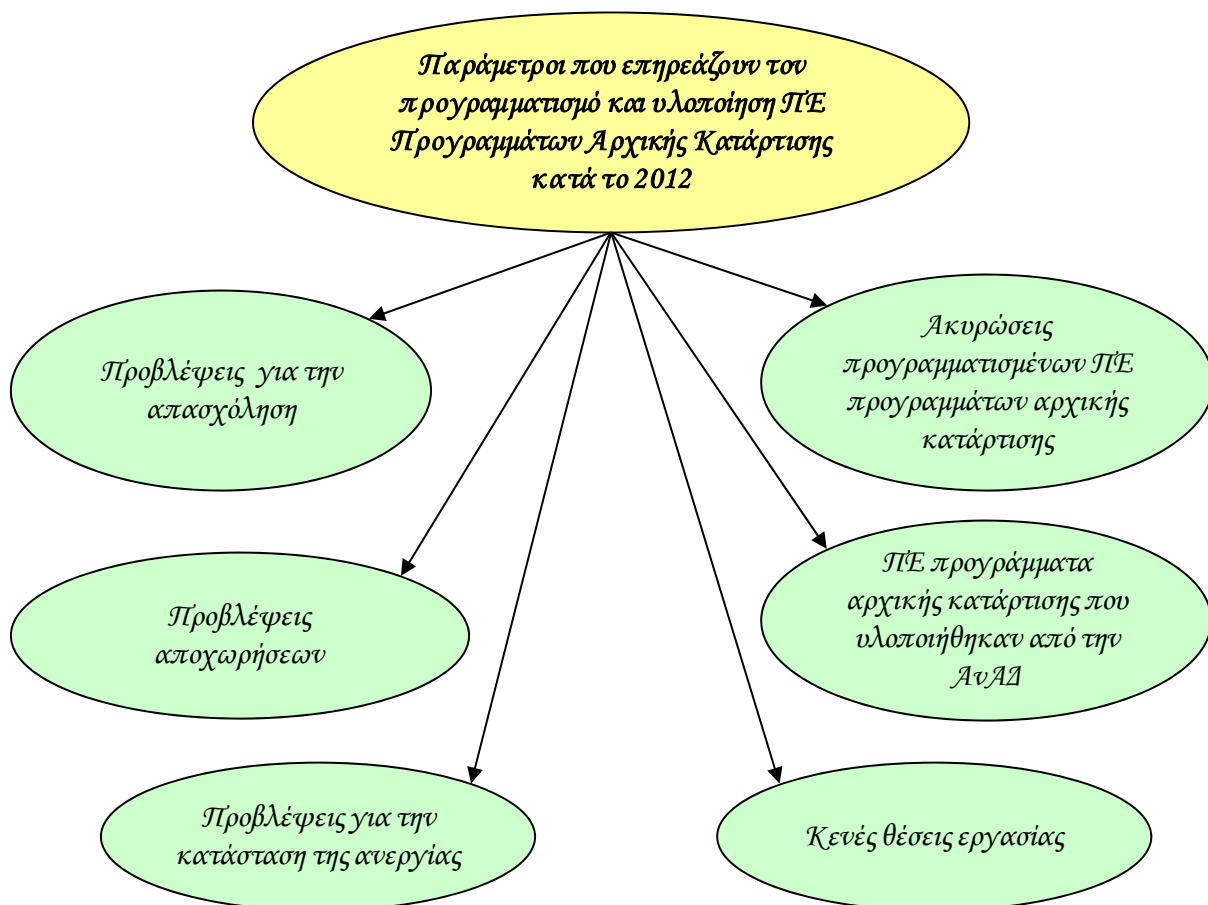 Παράμετροι που επηρεάζουν τον
προγραμματισμό και υλοποίηση ΠΕ
Προγραμμάτων Αρχικής Κατάρτισης
κατά το 2012
Προβλέψεις για την
απασχόληση
Ακυρώσεις
προγραμματισμένων ΠΕ
προγραμμάτων αρχικής
κατάρτισης
Προβλέψεις
αποχωρήσεων
ΠΕ προγράμματα
αρχικής κατάρτισης που
υλοποιήθηκαν από την
ΑνΑΔ
Προβλέψεις για την
κατάσταση της ανεργίας
Κενές θέσεις εργασίας